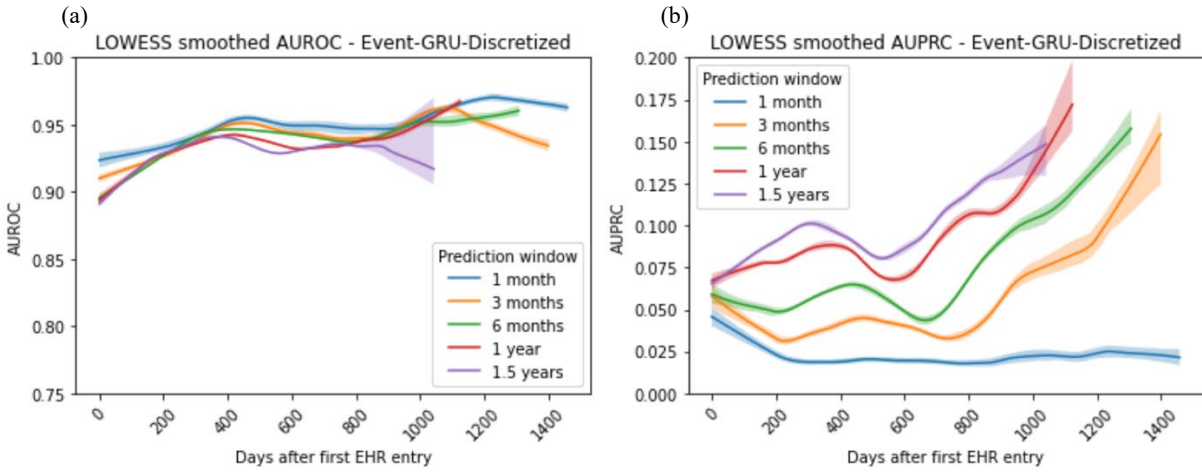 (a)
LOWESS smoothed AUROC - Event-GRU-Discretized
1.00
0.95
0.90
0.85
0.80
0.75
AUROC
Prediction window
1 month
3 months
6 months
1 year
1.5 years
0
200
400
600
800
1000
1200
1400
Days after first EHR entry
(b)
LOWESS smoothed AUPRC - Event-GRU-Discretized
0.200
0.175
0.150
0.125
0.100
0.075
0.050
0.025
0.000
AUPRC
Prediction window
1 month
3 months
6 months
1 year
1.5 years
0
200
400
600
800
1000
1200
1400
Days after first EHR entry